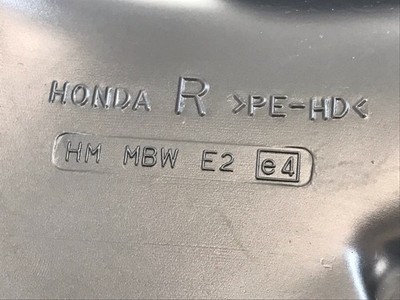 HONDA R >PE-HD<
HM MBW E2 e4